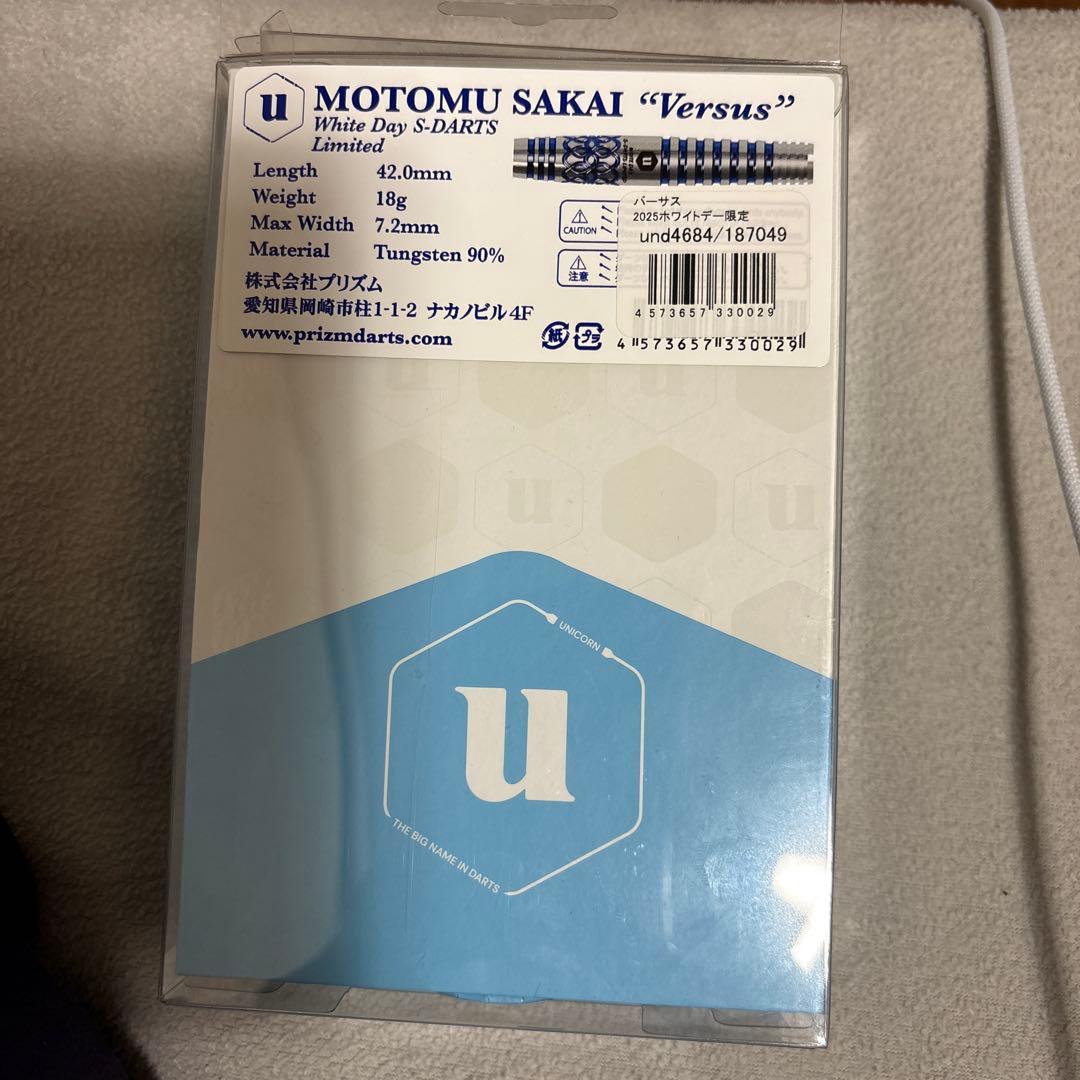 u MOTOMU SAKAI “Versus”
White Day S-DARTS
Limited
Length 42.0mm
Weight 18g
Max Width 7.2mm
Material Tungsten 90%
株式会社プリズム
愛知県岡崎市柱1-1-2 ナカノビル4F
www.prizmdarts.com
u
CAUTION
注意
バーサス
2025ホワイトデー限定
und4684/187049
4 573657 330029
紙 プラ
4 573657 330029
u
u
UNICORN
u
THE BIG NAME IN DARTS